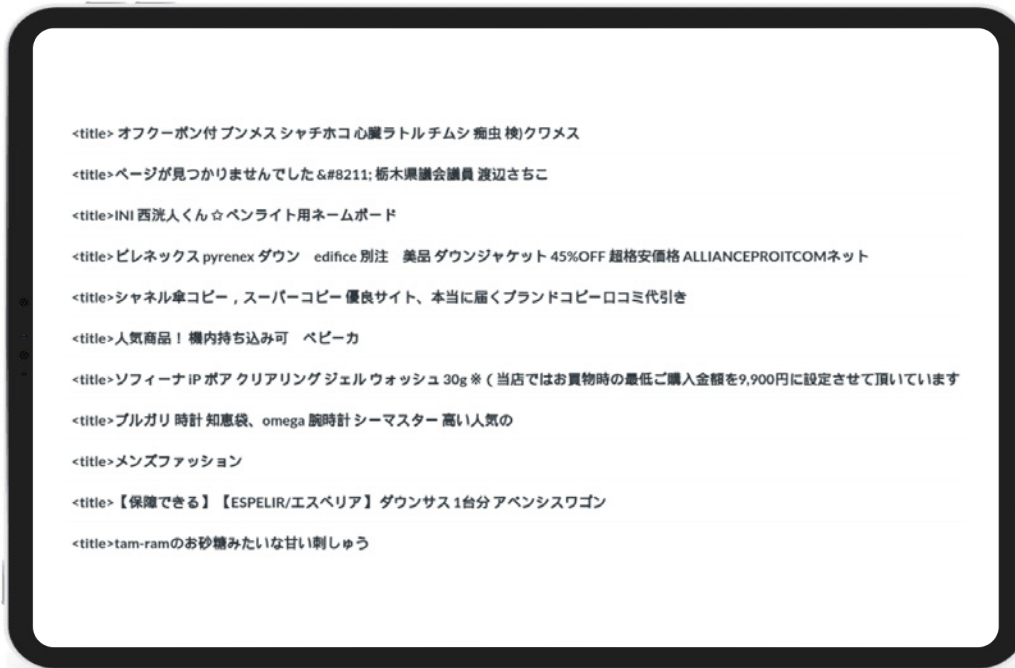 <title> オフクーポン付 ブンメス シャチホコ 心臓ラトル チムシ 痴虫 検)クワメス
<title>ページが見つかりませんでした &#8211; 栃木県議会議員 渡辺さちこ
<title>INI 西洸人くん☆ペンライト用ネームボード
<title>ピレネックス pyrenex ダウン　edifice 別注　美品 ダウンジャケット 45%OFF 超格安価格 ALLIANCEPROITCOMネット
<title>シャネル傘コピー，スーパーコピー 優良サイト、本当に届くブランドコピー口コミ代引き
<title>人気商品！ 機内持ち込み可　ベビーカ
<title>ソフィーナ iP ポア クリアリング ジェル ウォッシュ 30g ※ ( 当店ではお買物時の最低ご購入金額を9,900円に設定させて頂いています
<title>ブルガリ 時計 知恵袋、omega 腕時計 シーマスター 高い人気の
<title>メンズファッション
<title>【保障できる】【ESPELIR/エスペリア】ダウンサス 1台分 アベンシスワゴン
<title>tam-ramのお砂糖みたいな甘い刺しゅう